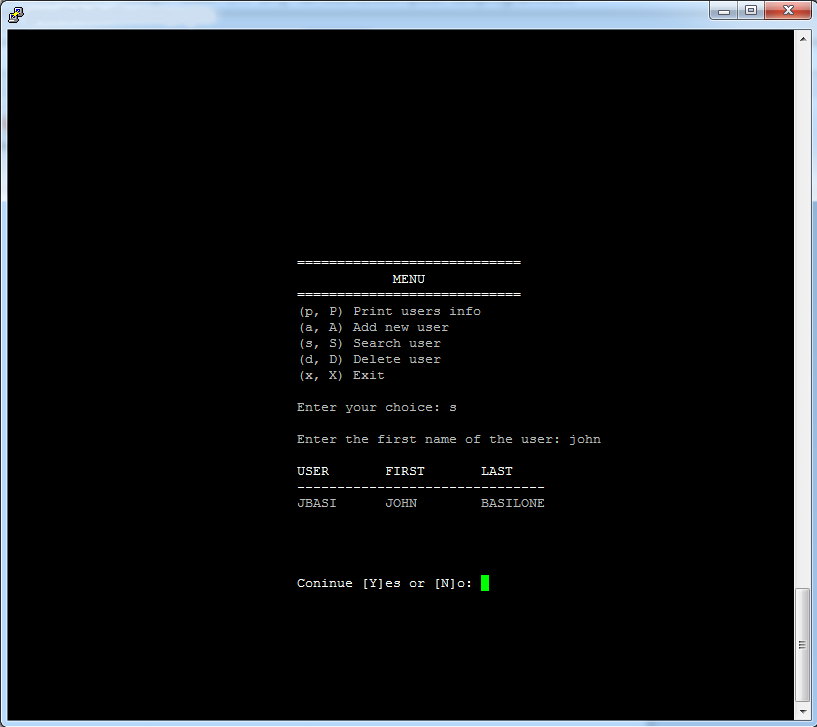 ============================
MENU
============================
(p, P) Print users info
(a, A) Add new user
(s, S) Search user
(d, D) Delete user
(x, X) Exit
Enter your choice: s
Enter the first name of the user: john
USER FIRST LAST
-------------------------------
JBASI JOHN BASILONE
Coninue [Y]es or [N]o: